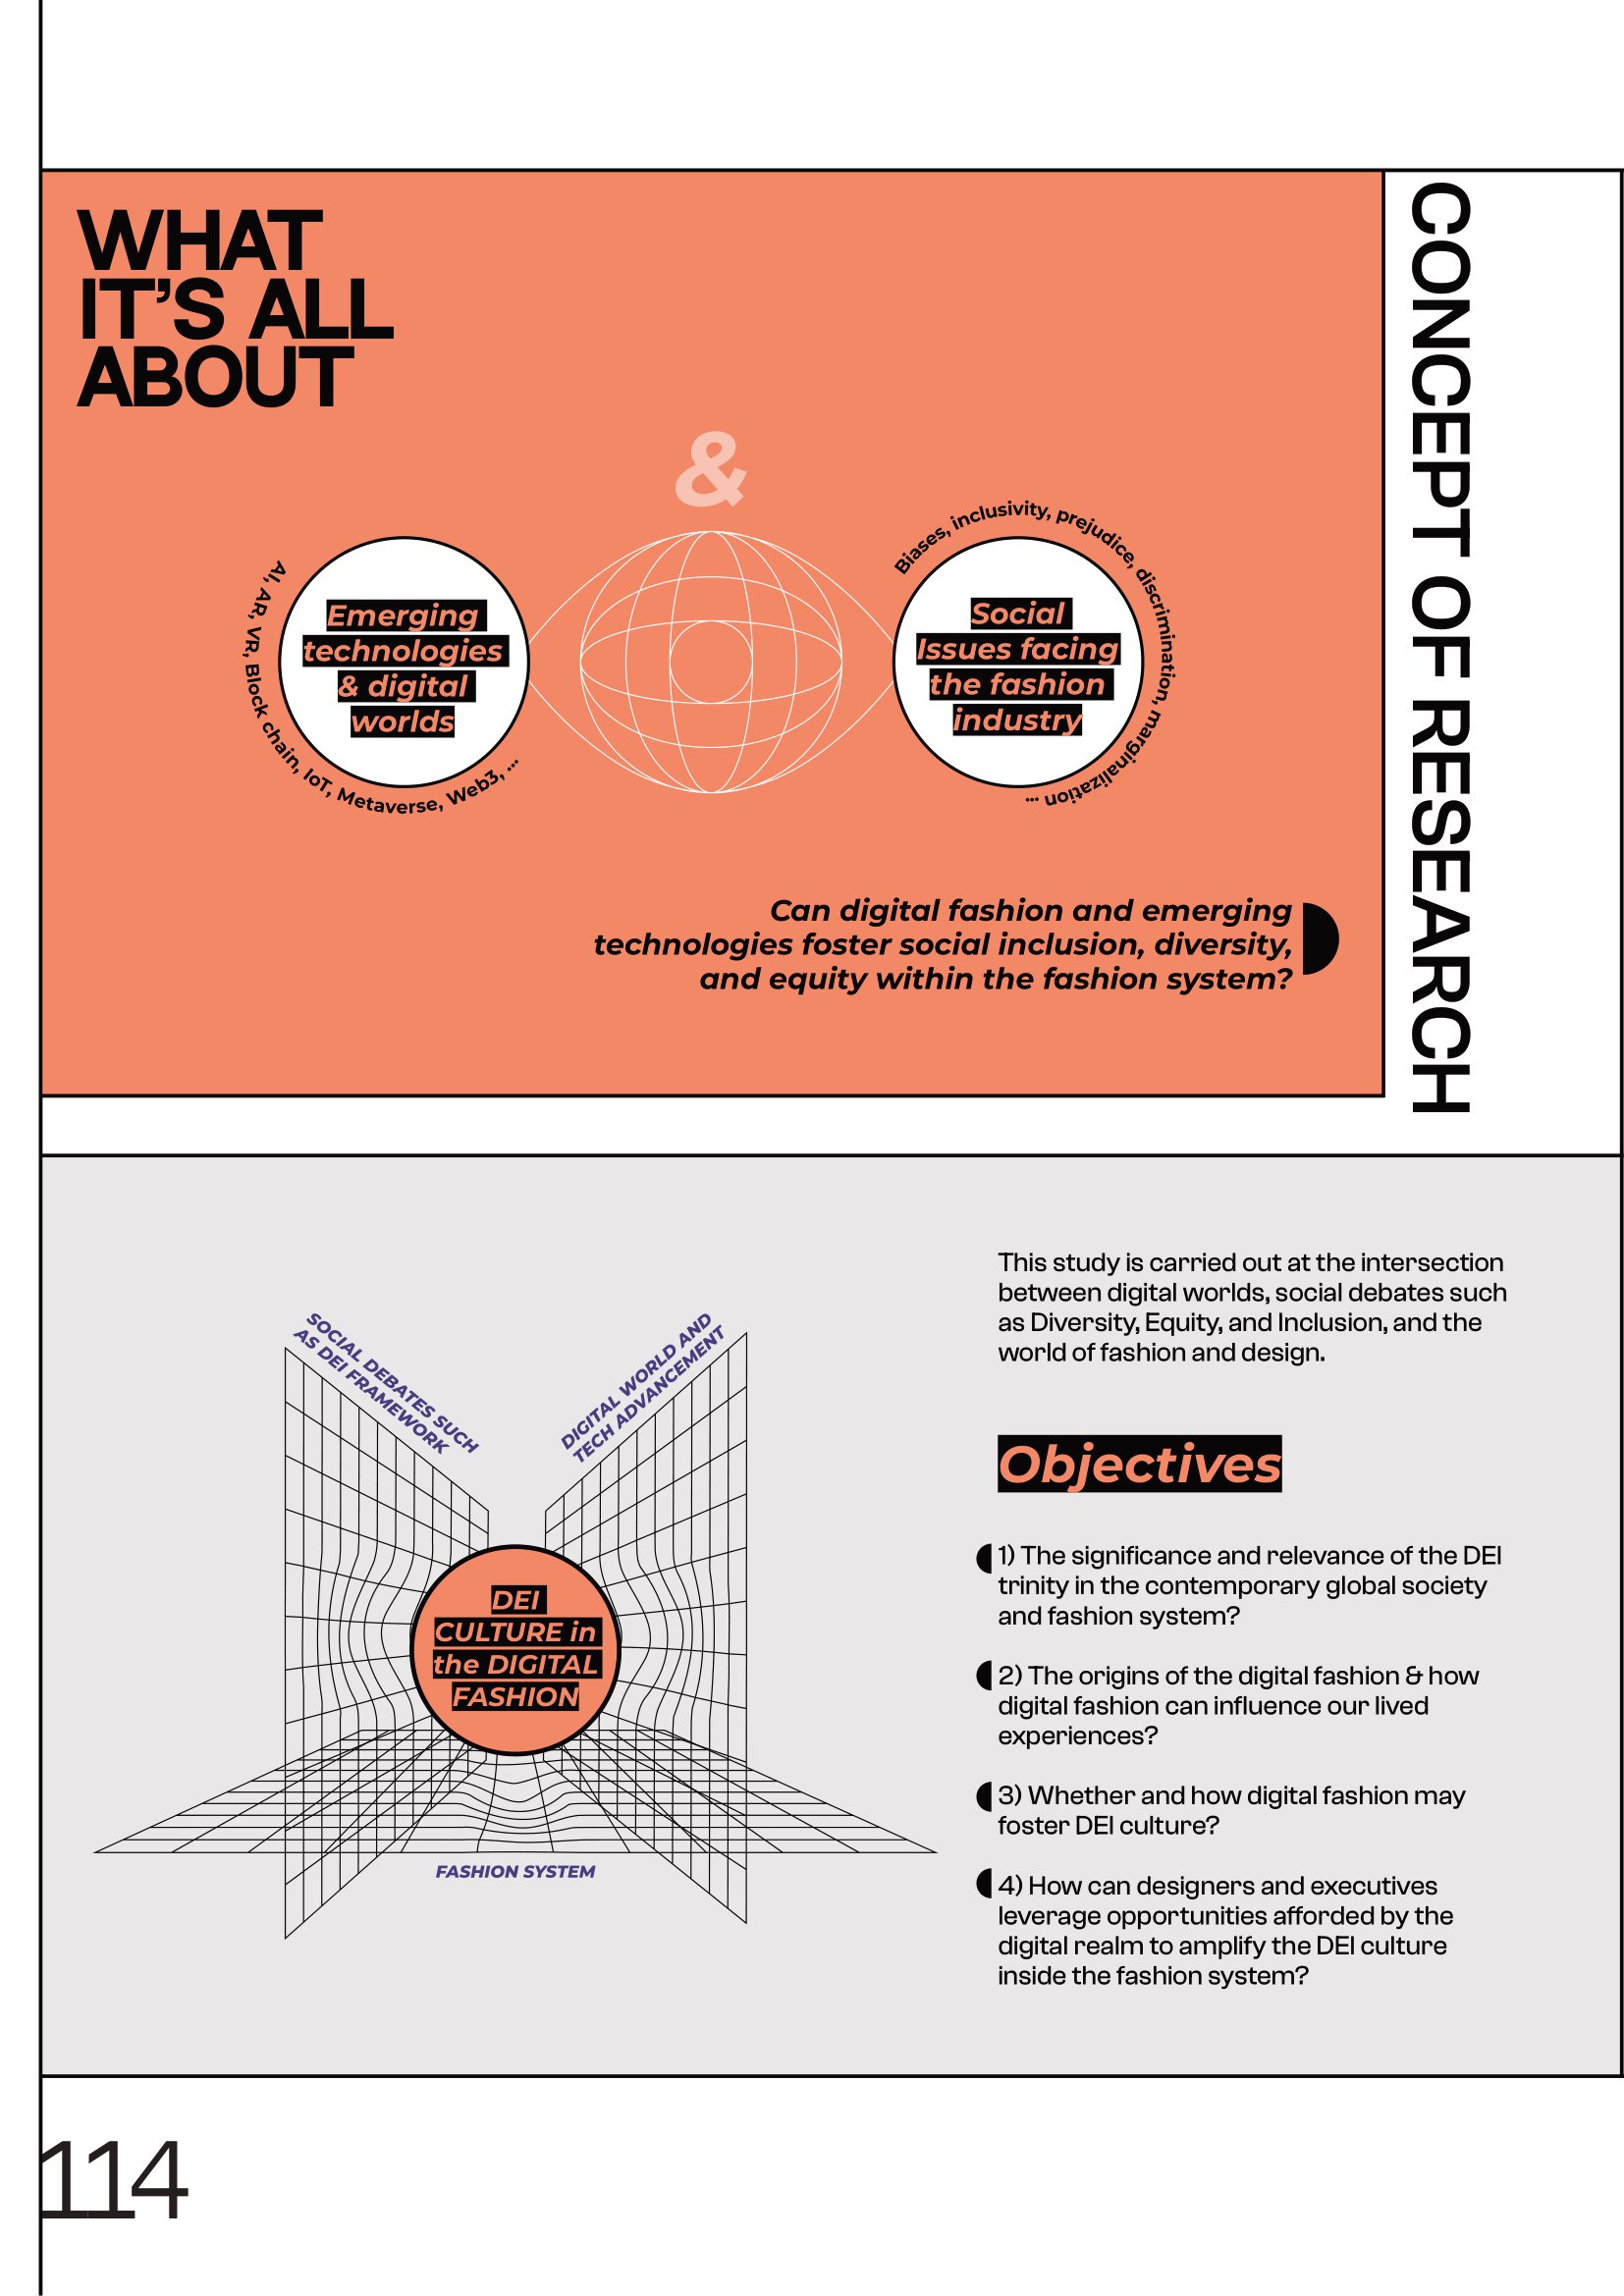 WHAT
IT’S ALL
ABOUT
CONCEPT OF RESEARCH
&
AI, AR, VR, Block chain, IoT, Metaverse, Web3, ...
Emerging
technologies
& digital
worlds
Biases, inclusivity, prejudice, discrimination, marginalization ...
Social
Issues facing
the fashion
industry
Can digital fashion and emerging
technologies foster social inclusion, diversity,
and equity within the fashion system?
SOCIAL DEBATES SUCH
AS DEI FRAMEWORK
DIGITAL WORLD AND
TECH ADVANCEMENT
DEI
CULTURE in
the DIGITAL
FASHION
FASHION SYSTEM
This study is carried out at the intersection
between digital worlds, social debates such
as Diversity, Equity, and Inclusion, and the
world of fashion and design.
Objectives
1) The significance and relevance of the DEI
trinity in the contemporary global society
and fashion system?
2) The origins of the digital fashion & how
digital fashion can influence our lived
experiences?
3) Whether and how digital fashion may
foster DEI culture?
4) How can designers and executives
leverage opportunities afforded by the
digital realm to amplify the DEI culture
inside the fashion system?
114